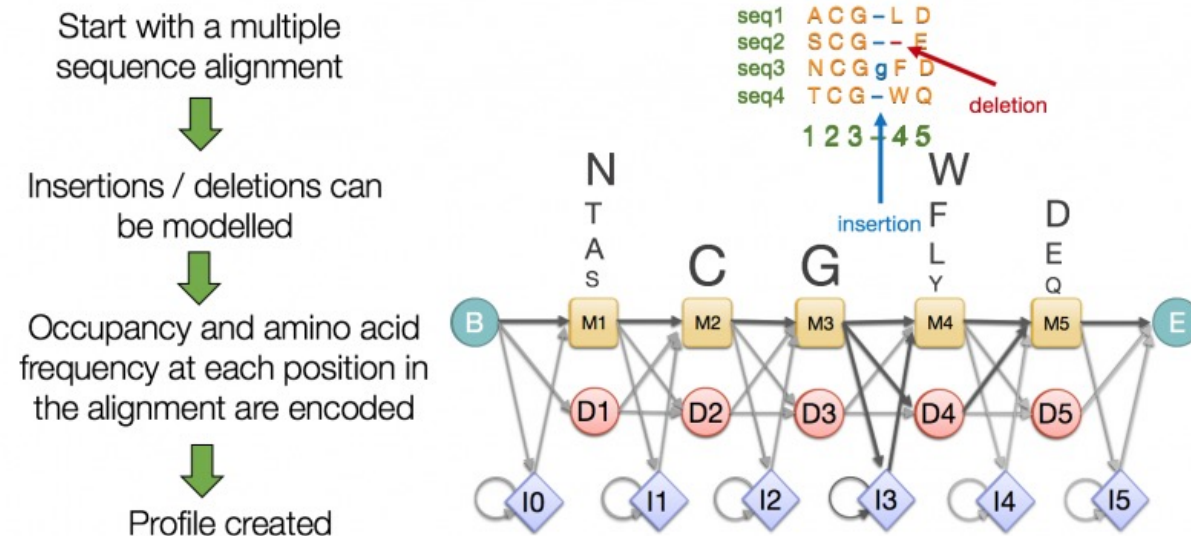 Start with a multiple
sequence alignment
Insertions / deletions can
be modelled
Occupancy and amino acid
frequency at each position in
the alignment are encoded
Profile created
seq1 A C G – L D
seq2 S C G – – E
seq3 N C G g F D
seq4 T C G – W Q
deletion
1 2 3 – 4 5
insertion
N
T
A
S
C
G
W
F
L
Y
D
E
Q
B M1 M2 M3 M4 M5 E
D1 D2 D3 D4 D5
I0 I1 I2 I3 I4 I5